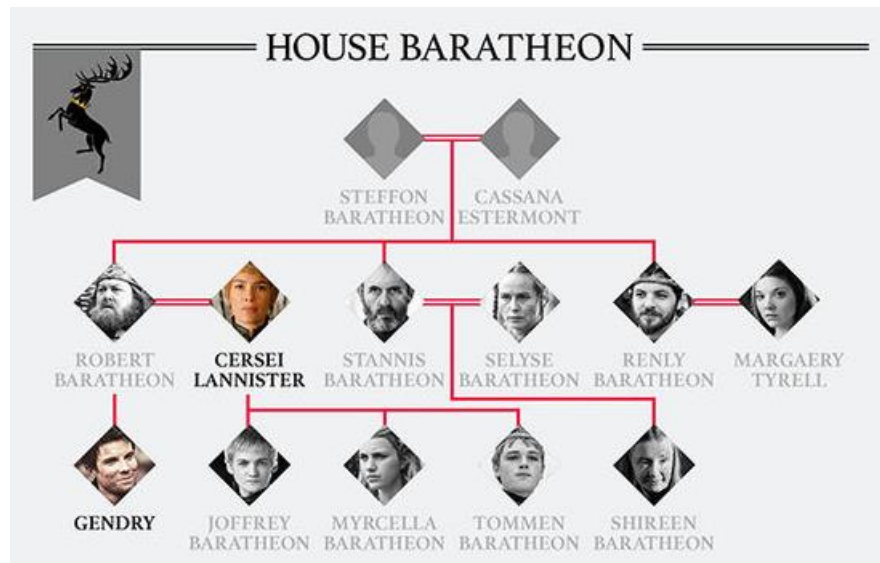 HOUSE BARATHEON
STEFFON BARATHEON
CASSANA ESTERMONT
ROBERT BARATHEON
CERSEI LANNISTER
STANNIS BARATHEON
SELYSE BARATHEON
RENLY BARATHEON
MARGAERY TYRELL
GENDRY
JOFFREY BARATHEON
MYRCELLA BARATHEON
TOMMEN BARATHEON
SHIREEN BARATHEON